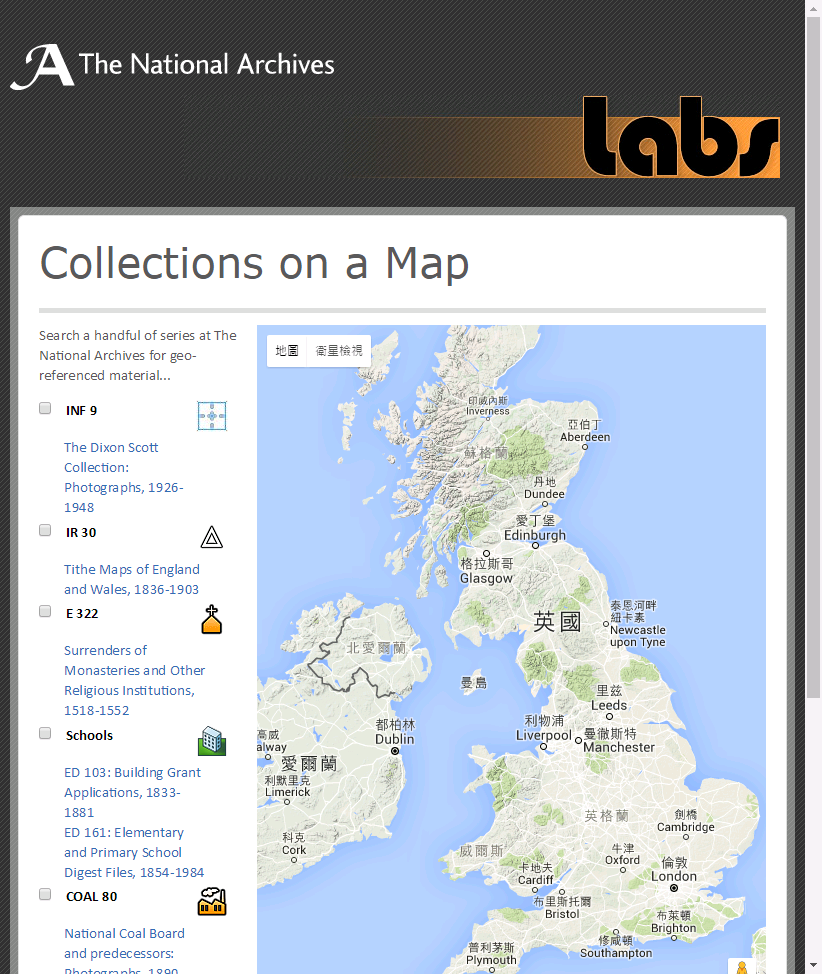 The National Archives
labs
Collections on a Map
Search a handful of series at The
National Archives for geo-
referenced material...
INF 9
The Dixon Scott
Collection:
Photographs, 1926-
1948
IR 30
Tithe Maps of England
and Wales, 1836-1903
E 322
Surrenders of
Monasteries and Other
Religious Institutions,
1518-1552
Schools
ED 103: Building Grant
Applications, 1833-
1881
ED 161: Elementary
and Primary School
Digest Files, 1854-1984
COAL 80
National Coal Board
and predecessors:
Photographs, 1890
地圖 衛星檢視
印威內斯
Inverness
亞伯丁
Aberdeen
蘇格蘭
丹地
Dundee
愛丁堡
Edinburgh
格拉斯哥
Glasgow
英國
泰恩河畔
紐卡素
Newcastle
upon Tyne
北愛爾蘭
曼島
里兹
Leeds
都柏林
Dublin
利物浦
Liverpool
曼徹斯特
Manchester
高威
alway
愛爾蘭
利默里克
Limerick
科克
Cork
英格蘭
劍橋
Cambridge
威爾斯
牛津
Oxford
卡地夫
Cardiff
倫敦
London
布里斯托爾
Bristol
布萊頓
Brighton
修咸頓
Southampton
普利茅斯
Plymouth